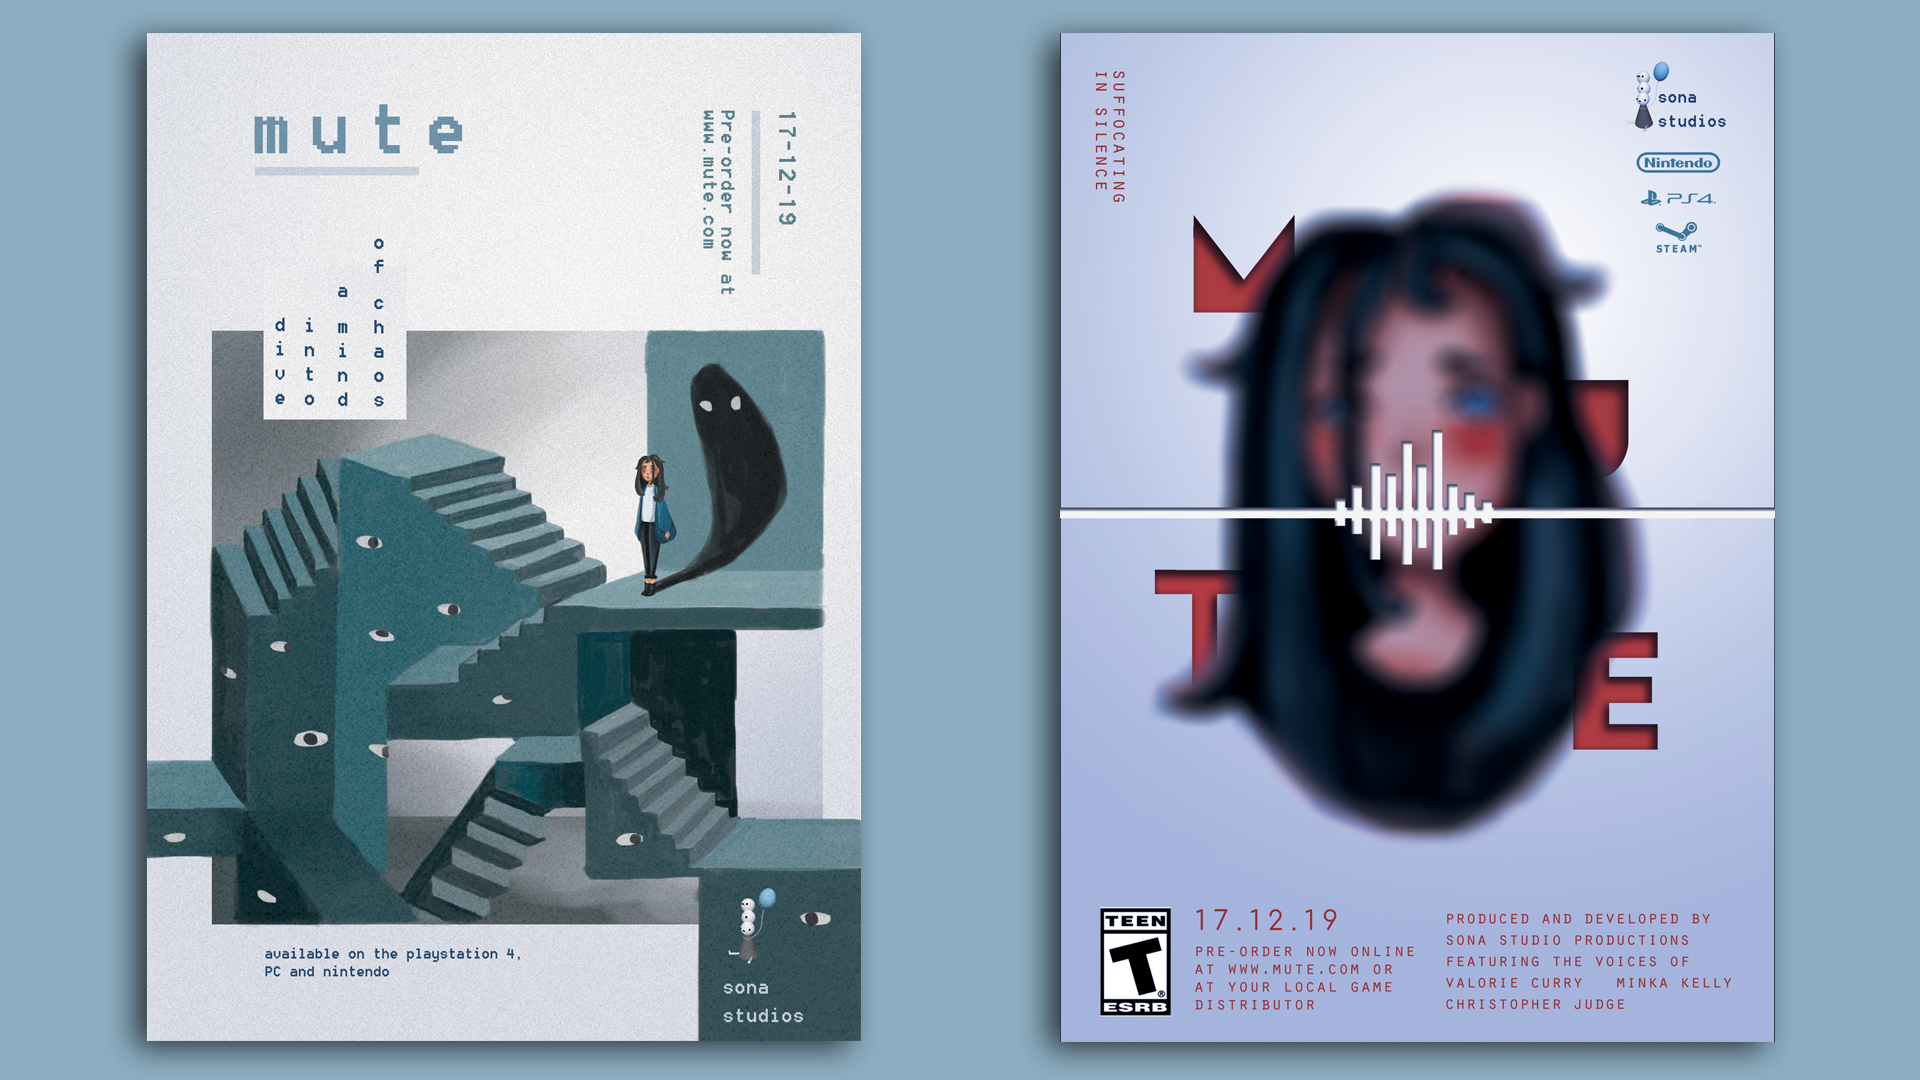 mute
17-12-19
Pre-order now at
www.mute.com
dive
into
a mind
of chaos
available on the playstation 4,
PC and nintendo
sona
studios
SUFFOCATING
IN SILENCE
sona
studios
Nintendo
PS4
STEAM™
M
U
T
E
TEEN
T
®
ESRB
17.12.19
PRE-ORDER NOW ONLINE
AT WWW.MUTE.COM OR
AT YOUR LOCAL GAME
DISTRIBUTOR
PRODUCED AND DEVELOPED BY
SONA STUDIO PRODUCTIONS
FEATURING THE VOICES OF
VALORIE CURRY MINKA KELLY
CHRISTOPHER JUDGE